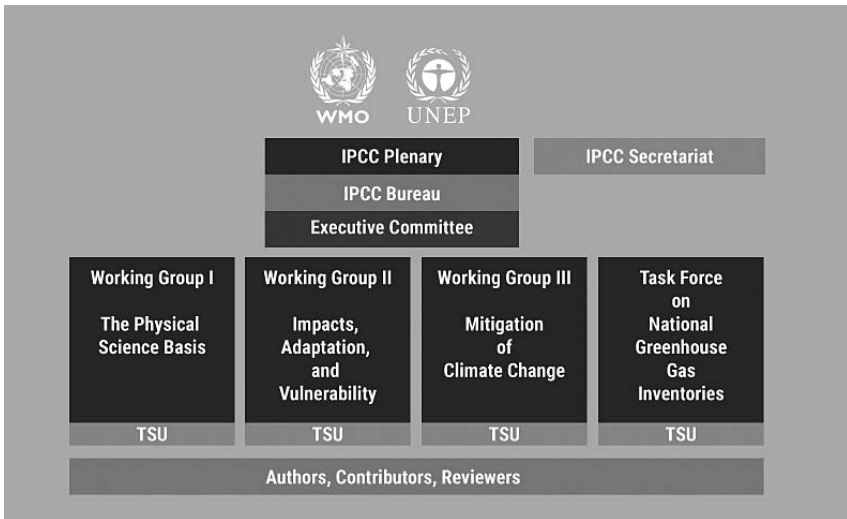 WMO
UNEP
IPCC Plenary
IPCC Secretariat
IPCC Bureau
Executive Committee
Working Group I
The Physical
Science Basis
Working Group II
Impacts,
Adaptation,
and
Vulnerability
Working Group III
Mitigation
of
Climate Change
Task Force
on
National
Greenhouse
Gas
Inventories
TSU
TSU
TSU
TSU
Authors, Contributors, Reviewers